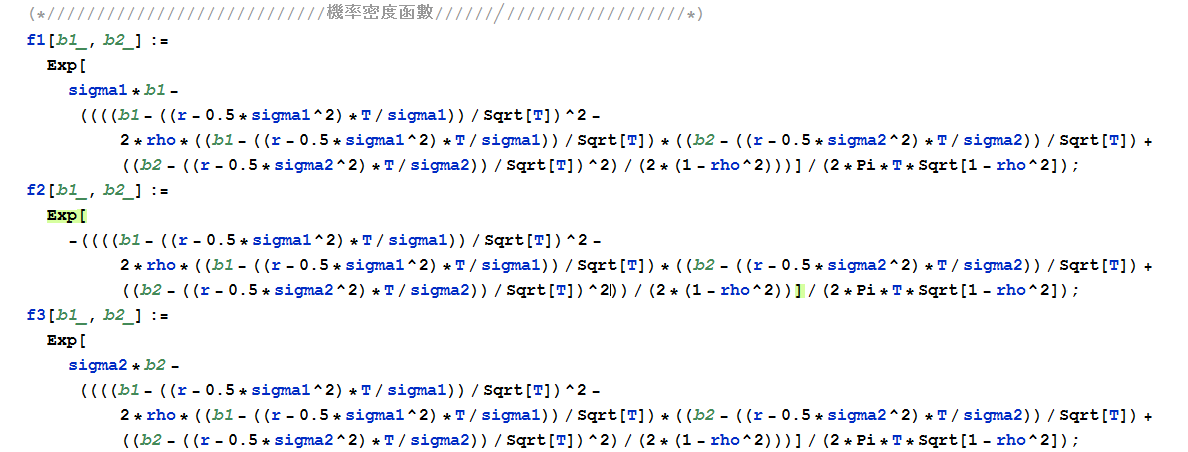 (*////////////////////////////機率密度函數/////////////////////////*)
f1[b1_, b2_] :=
Exp[
sigma1*b1-
((((b1-((r-0.5*sigma1^2)*T/sigma1))/Sqrt[T])^2-
2*rho*((b1-((r-0.5*sigma1^2)*T/sigma1))/Sqrt[T])*((b2-((r-0.5*sigma2^2)*T/sigma2))/Sqrt[T])+
((b2-((r-0.5*sigma2^2)*T/sigma2))/Sqrt[T])^2)/(2*(1-rho^2)))]/(2*Pi*T*Sqrt[1-rho^2]);
f2[b1_, b2_] :=
Exp[
-((((b1-((r-0.5*sigma1^2)*T/sigma1))/Sqrt[T])^2-
2*rho*((b1-((r-0.5*sigma1^2)*T/sigma1))/Sqrt[T])*((b2-((r-0.5*sigma2^2)*T/sigma2))/Sqrt[T])+
((b2-((r-0.5*sigma2^2)*T/sigma2))/Sqrt[T])^2))/(2*(1-rho^2))]/(2*Pi*T*Sqrt[1-rho^2]);
f3[b1_, b2_] :=
Exp[
sigma2*b2-
((((b1-((r-0.5*sigma1^2)*T/sigma1))/Sqrt[T])^2-
2*rho*((b1-((r-0.5*sigma1^2)*T/sigma1))/Sqrt[T])*((b2-((r-0.5*sigma2^2)*T/sigma2))/Sqrt[T])+
((b2-((r-0.5*sigma2^2)*T/sigma2))/Sqrt[T])^2)/(2*(1-rho^2)))]/(2*Pi*T*Sqrt[1-rho^2]);